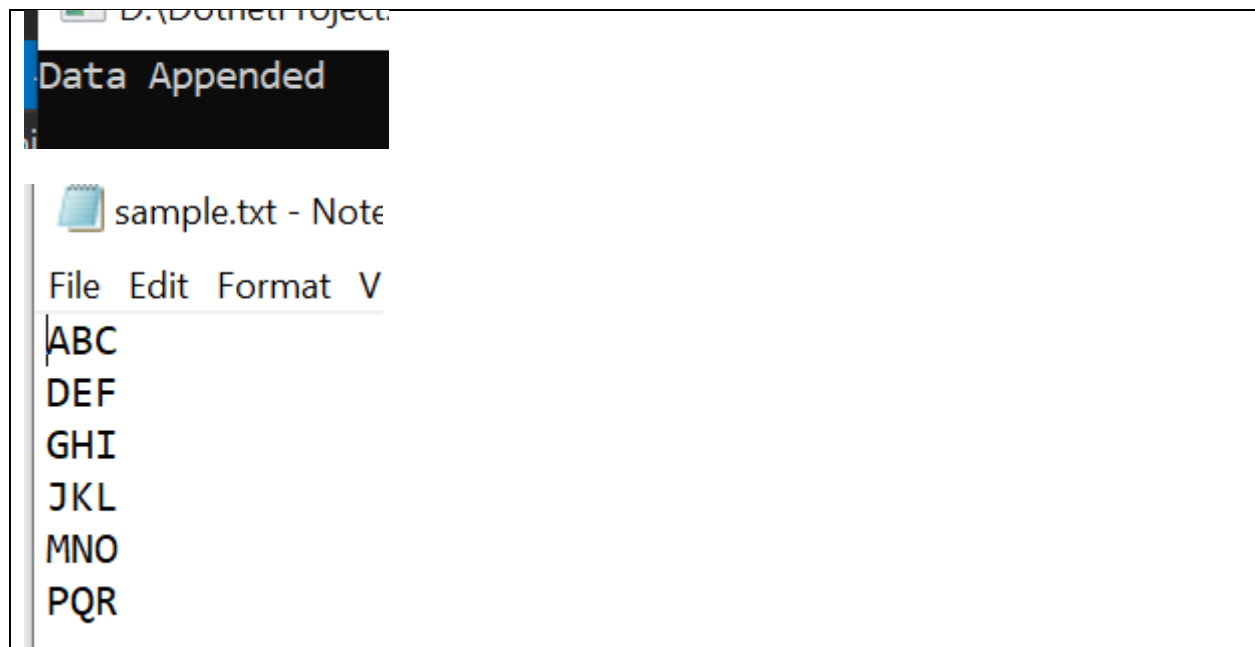 Data Appended
sample.txt - Note
File Edit Format V
ABC
DEF
GHI
JKL
MNO
PQR